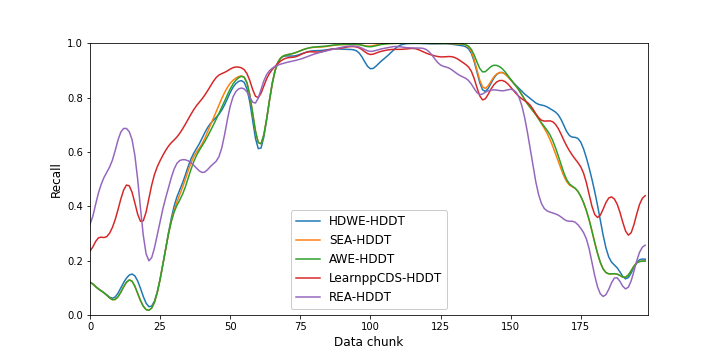 1.0
0.8
0.6
0.4
0.2
0.0
Recall
HDWE-HDDT
SEA-HDDT
AWE-HDDT
LearnppCDS-HDDT
REA-HDDT
0 25 50 75 100 125 150 175
Data chunk